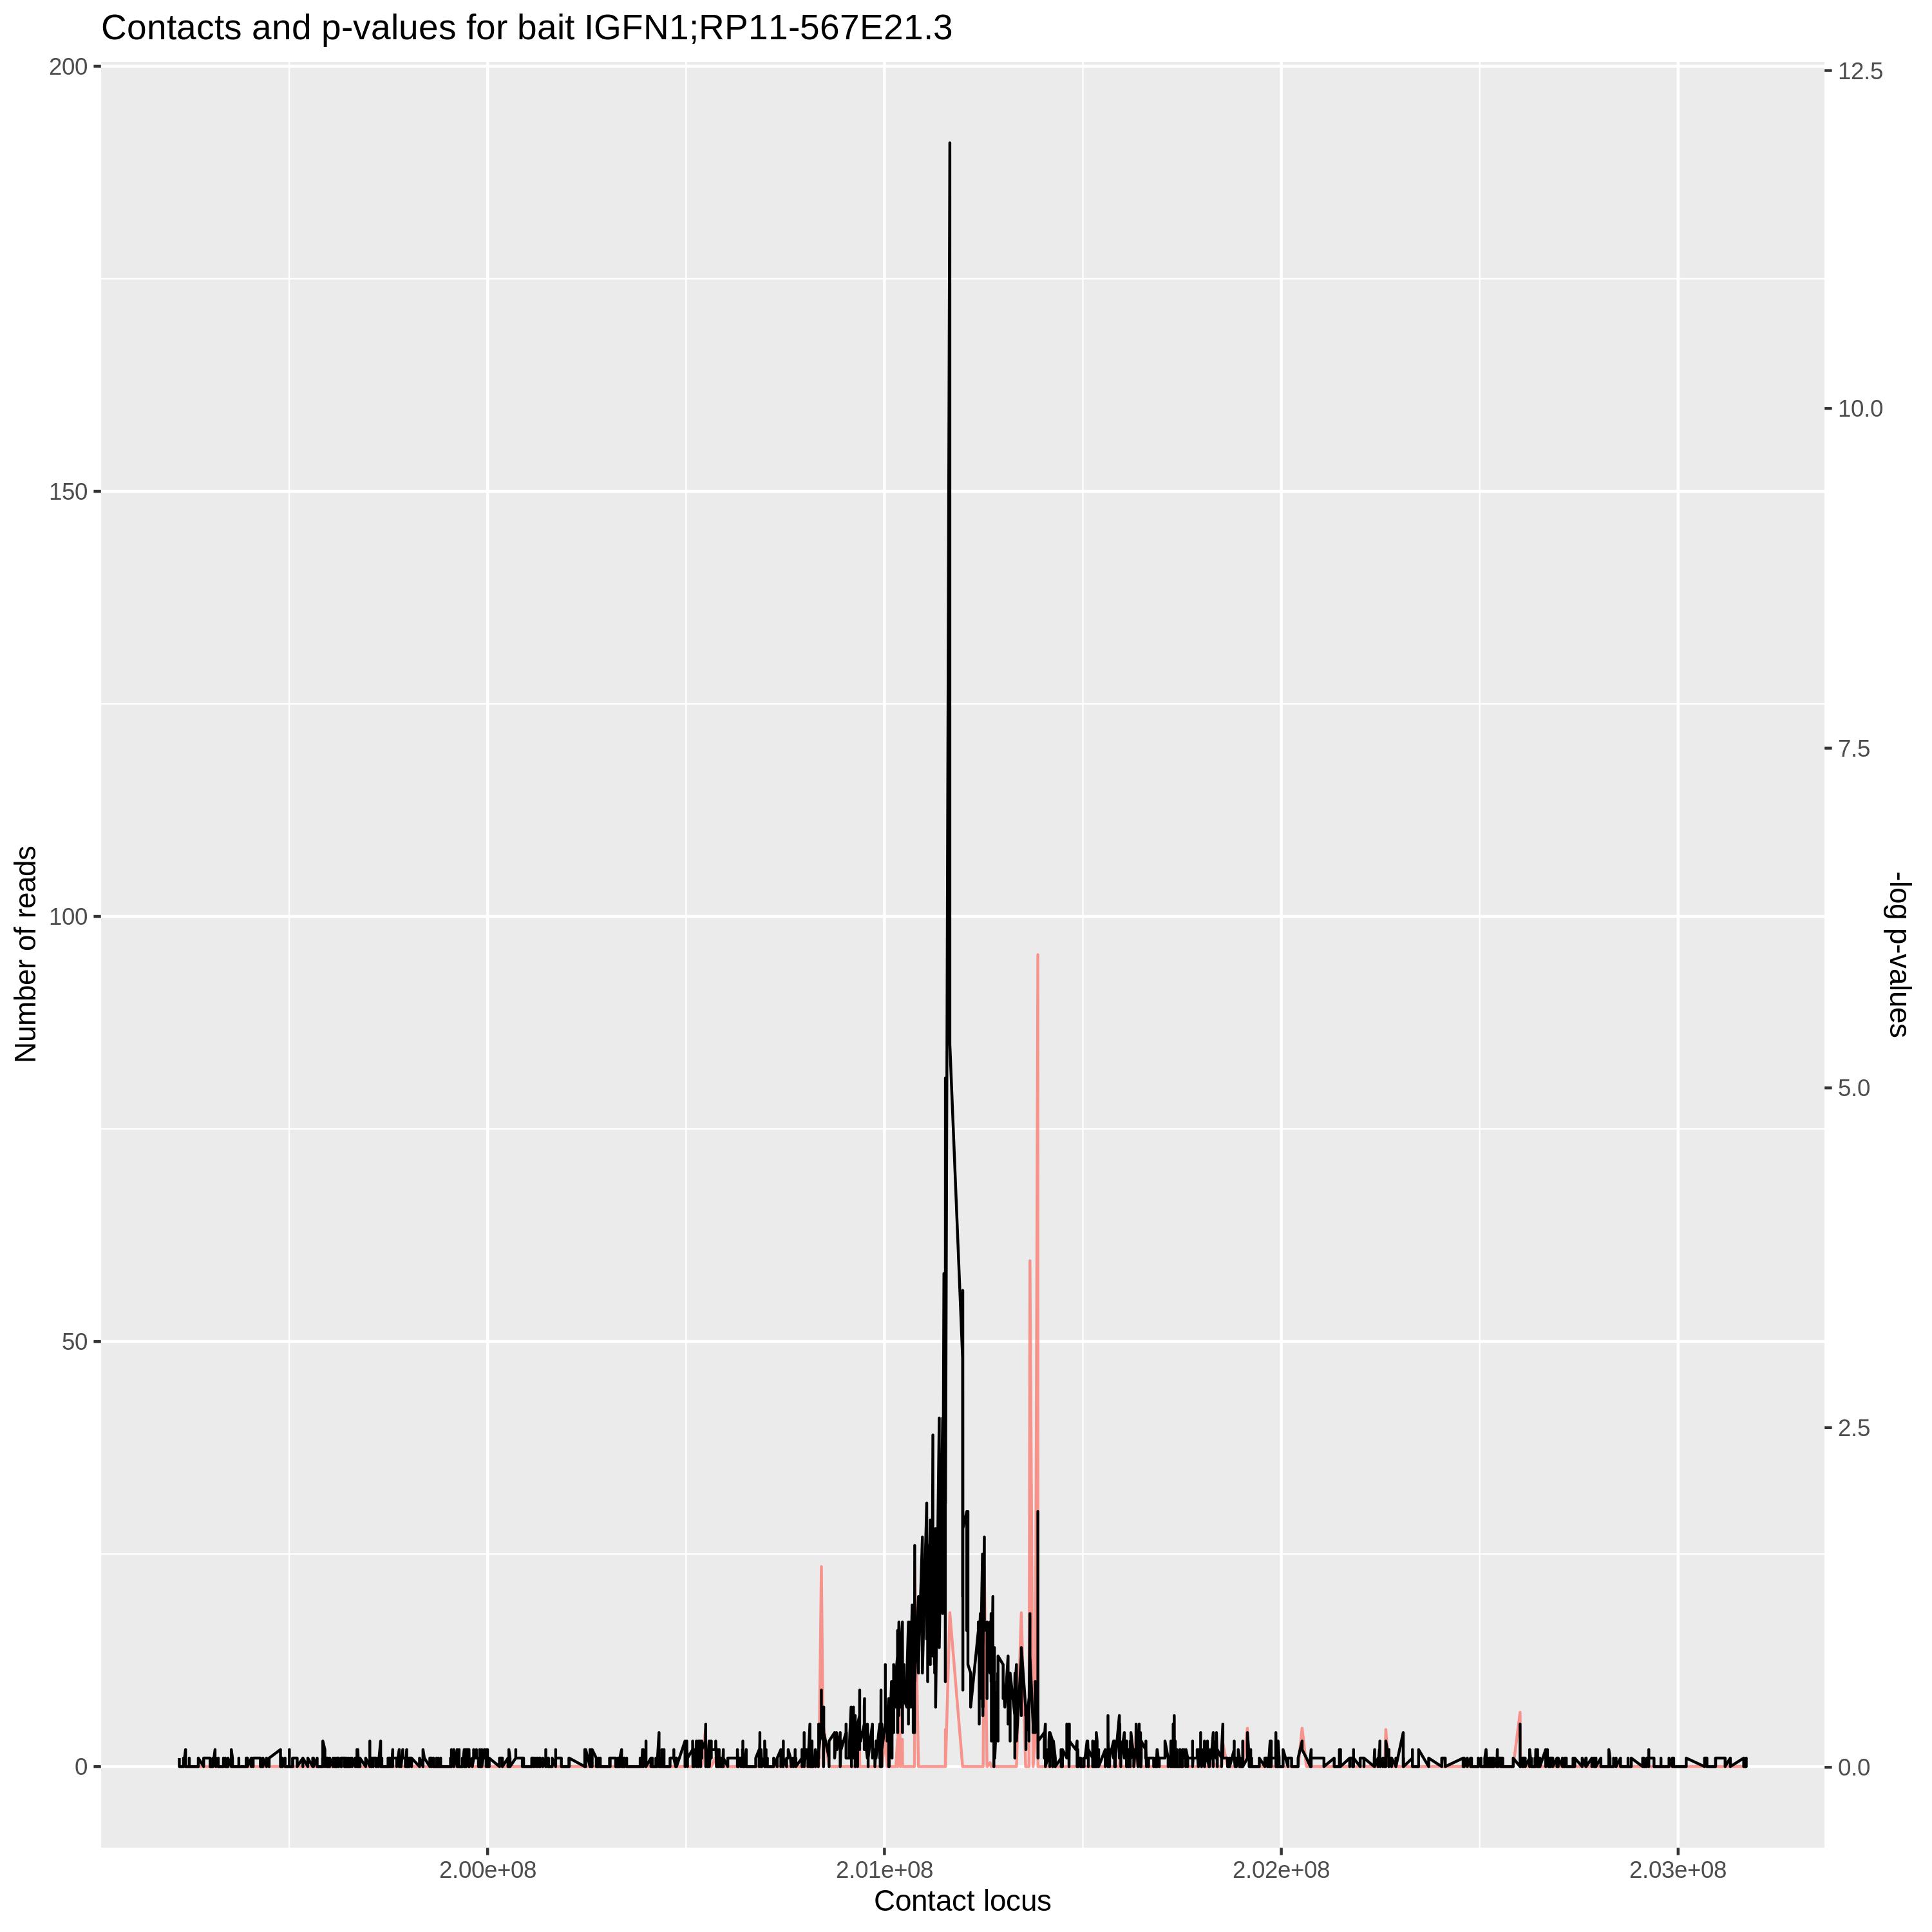 Contacts and p-values for bait IGFN1;RP11-567E21.3
200
150
100
50
0
Number of reads
12.5
10.0
7.5
5.0
2.5
0.0
-log p-values
2.00e+08
2.01e+08
2.02e+08
2.03e+08
Contact locus